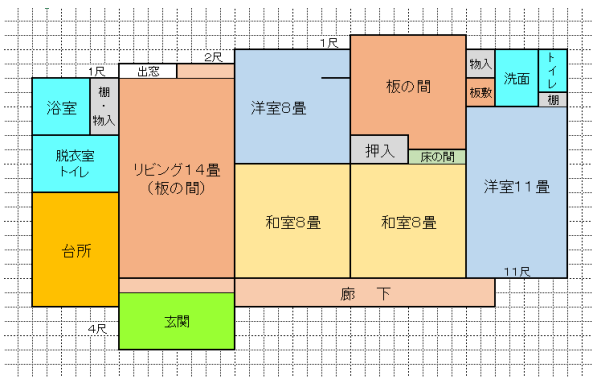 1尺
2尺
1尺
出窓
物入
洗面
ト
イ
レ
棚
板敷
板の間
浴室
棚
・
物入
洋室8畳
押入
床の間
脱衣室
トイレ
リビング14畳
(板の間)
洋室11畳
台所
和室8畳
和室8畳
11尺
廊 下
玄関
4尺